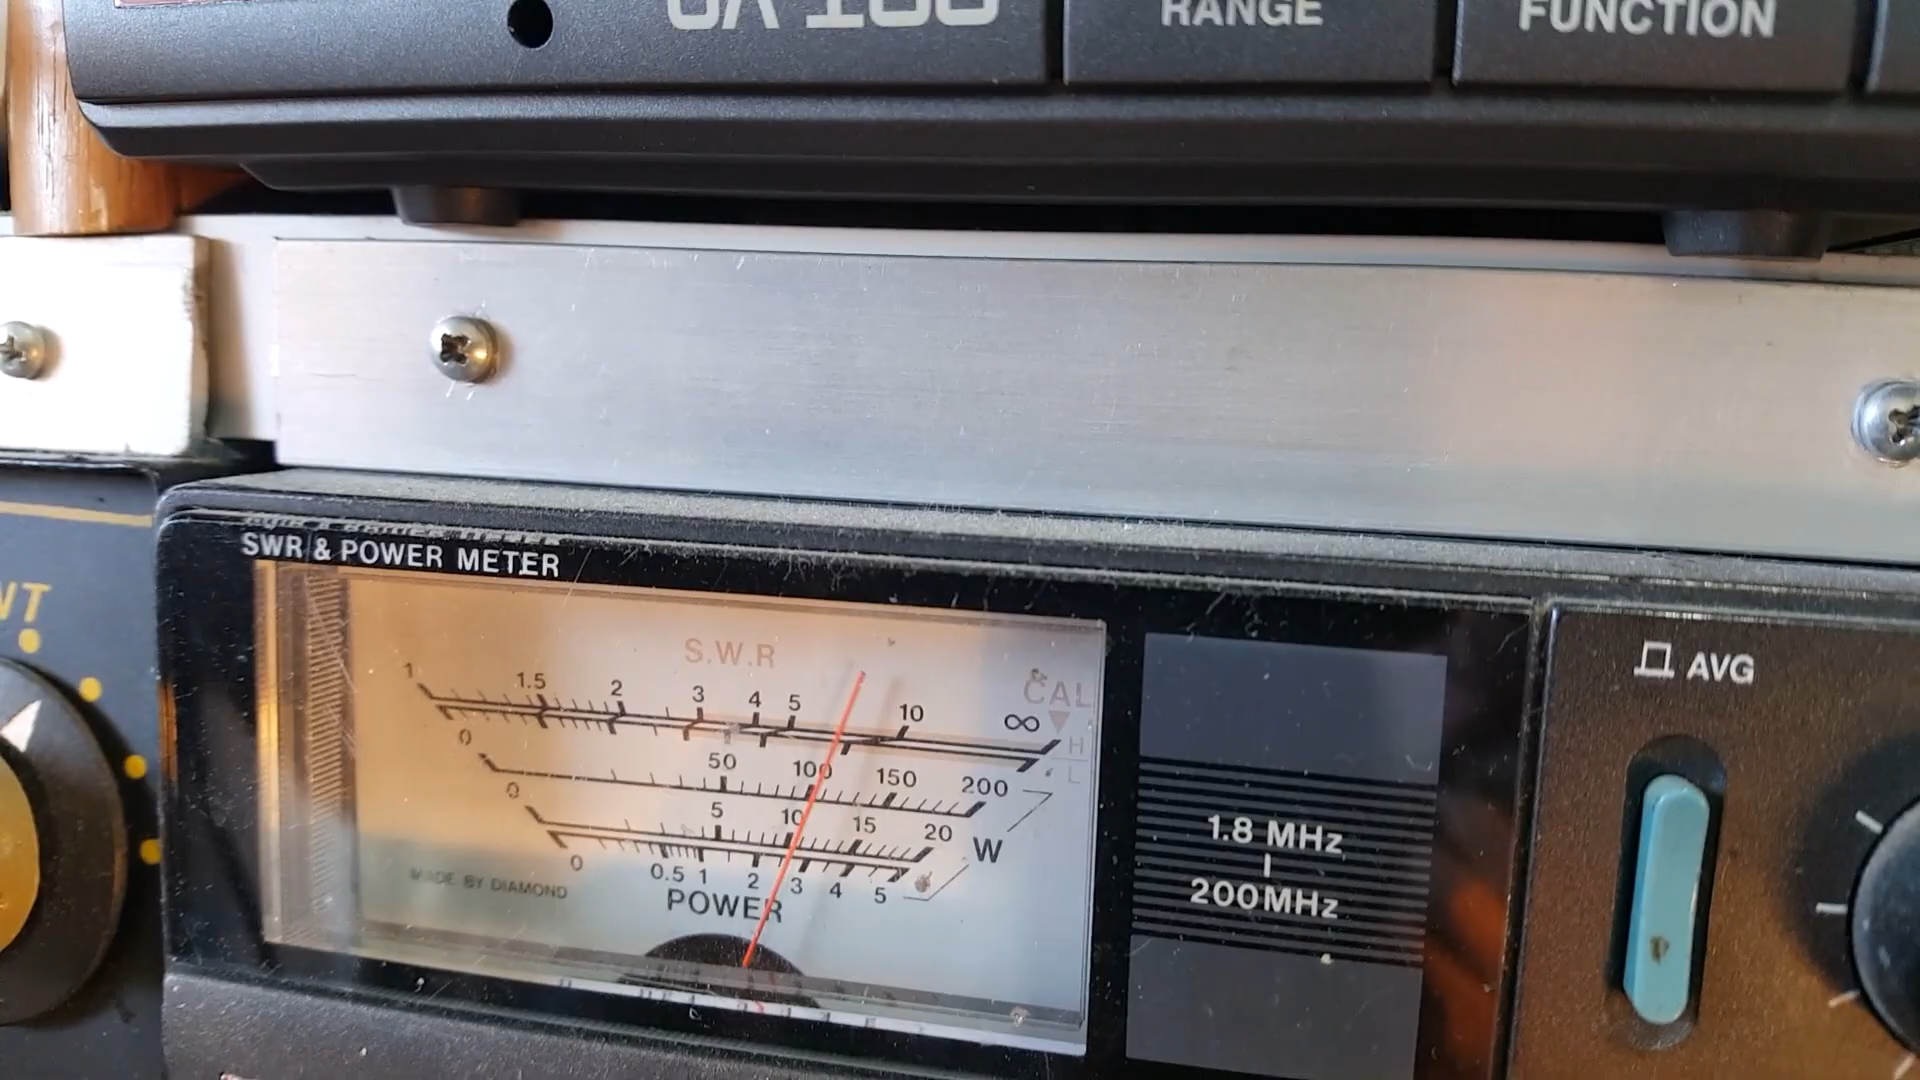 RANGE
FUNCTION
SWR & POWER METER
S.W.R
CAL
1 1.5 2 3 4 5 10 ∞
H
L
0 50 100 150 200
0 5 10 15 20
W
0 0.5 1 2 3 4 5
MADE BY DIAMOND
POWER
1.8 MHz
200MHz
AVG